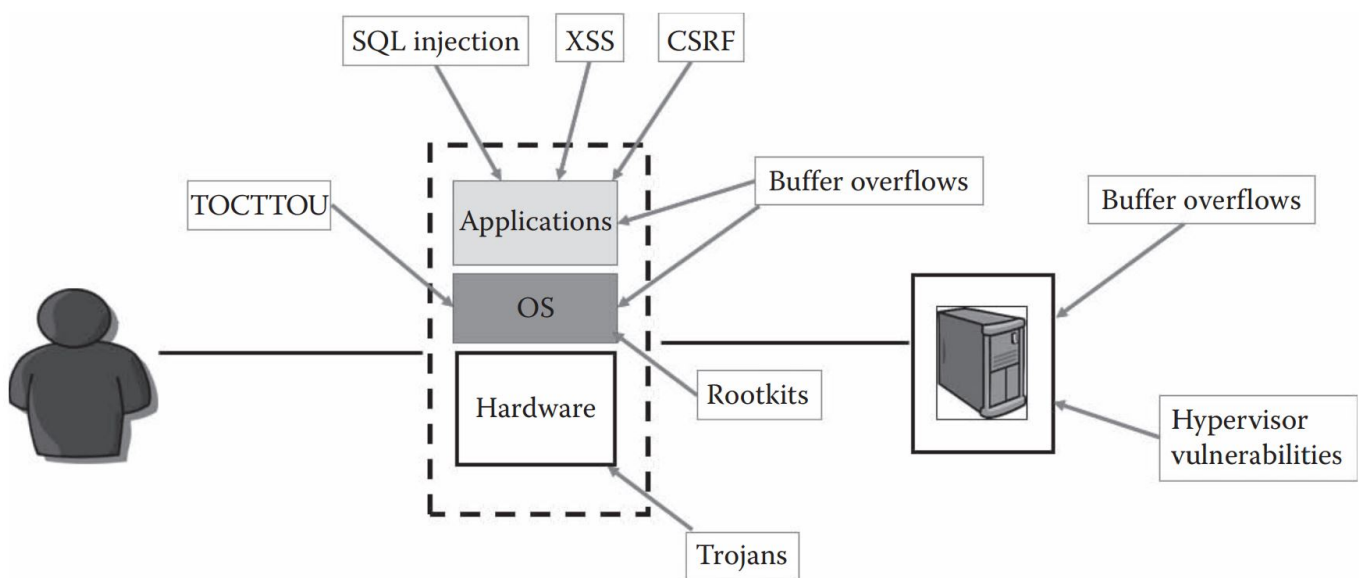 SQL injection
XSS
CSRF
TOCTTOU
Applications
Buffer overflows
Buffer overflows
OS
Hardware
Rootkits
Hypervisor
vulnerabilities
Trojans